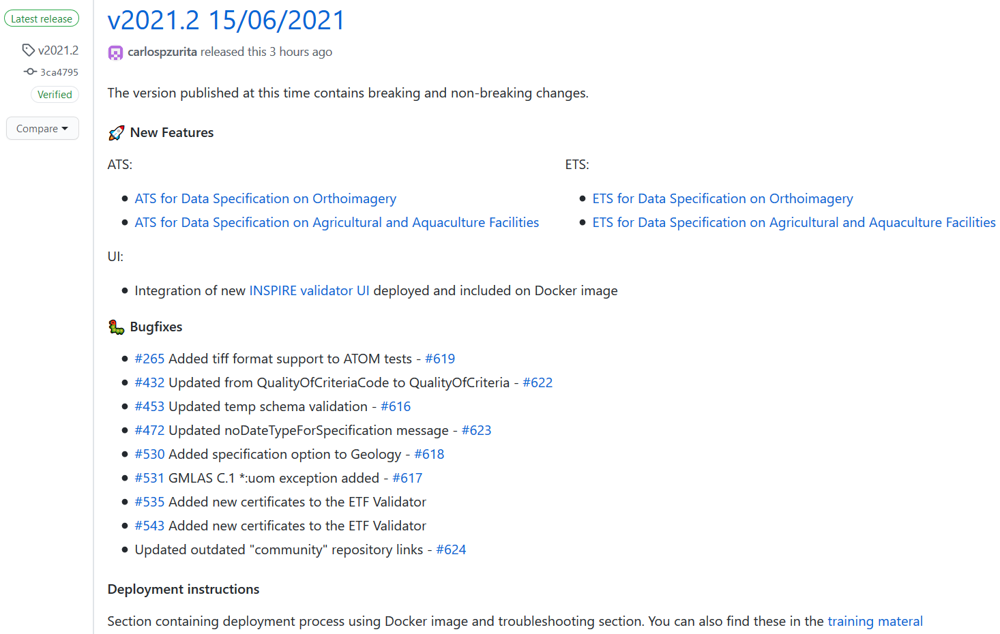 Latest release
v2021.2
3ca4795
Verified
Compare
v2021.2 15/06/2021
carlospzurita released this 3 hours ago
The version published at this time contains breaking and non-breaking changes.
New Features
ATS:
ATS for Data Specification on Orthoimagery
ATS for Data Specification on Agricultural and Aquaculture Facilities
ETS:
ETS for Data Specification on Orthoimagery
ETS for Data Specification on Agricultural and Aquaculture Facilities
UI:
Integration of new INSPIRE validator UI deployed and included on Docker image
Bugfixes
#265 Added tiff format support to ATOM tests - #619
#432 Updated from QualityOfCriteriaCode to QualityOfCriteria - #622
#453 Updated temp schema validation - #616
#472 Updated noDateTypeForSpecification message - #623
#530 Added specification option to Geology - #618
#531 GMLAS C.1 *:uom exception added - #617
#535 Added new certificates to the ETF Validator
#543 Added new certificates to the ETF Validator
Updated outdated "community" repository links - #624
Deployment instructions
Section containing deployment process using Docker image and troubleshooting section. You can also find these in the training materal